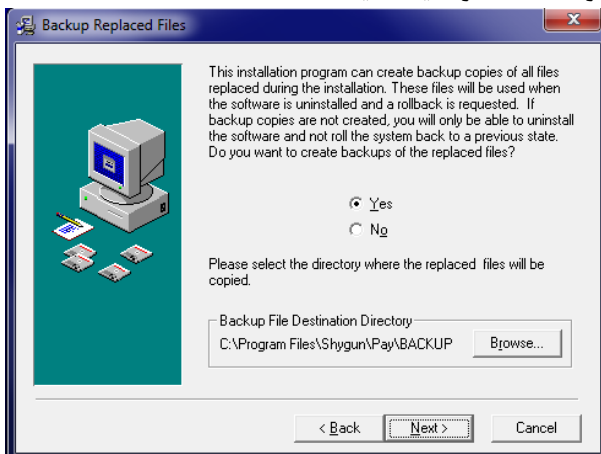 Backup Replaced Files
This installation program can create backup copies of all files
replaced during the installation. These files will be used when
the software is uninstalled and a rollback is requested. If
backup copies are not created, you will only be able to uninstall
the software and not roll the system back to a previous state.
Do you want to create backups of the replaced files?
Yes
No
Please select the directory where the replaced files will be
copied.
Backup File Destination Directory
C:\Program Files\Shygun\Pay\BACKUP Browse...
< Back Next > Cancel